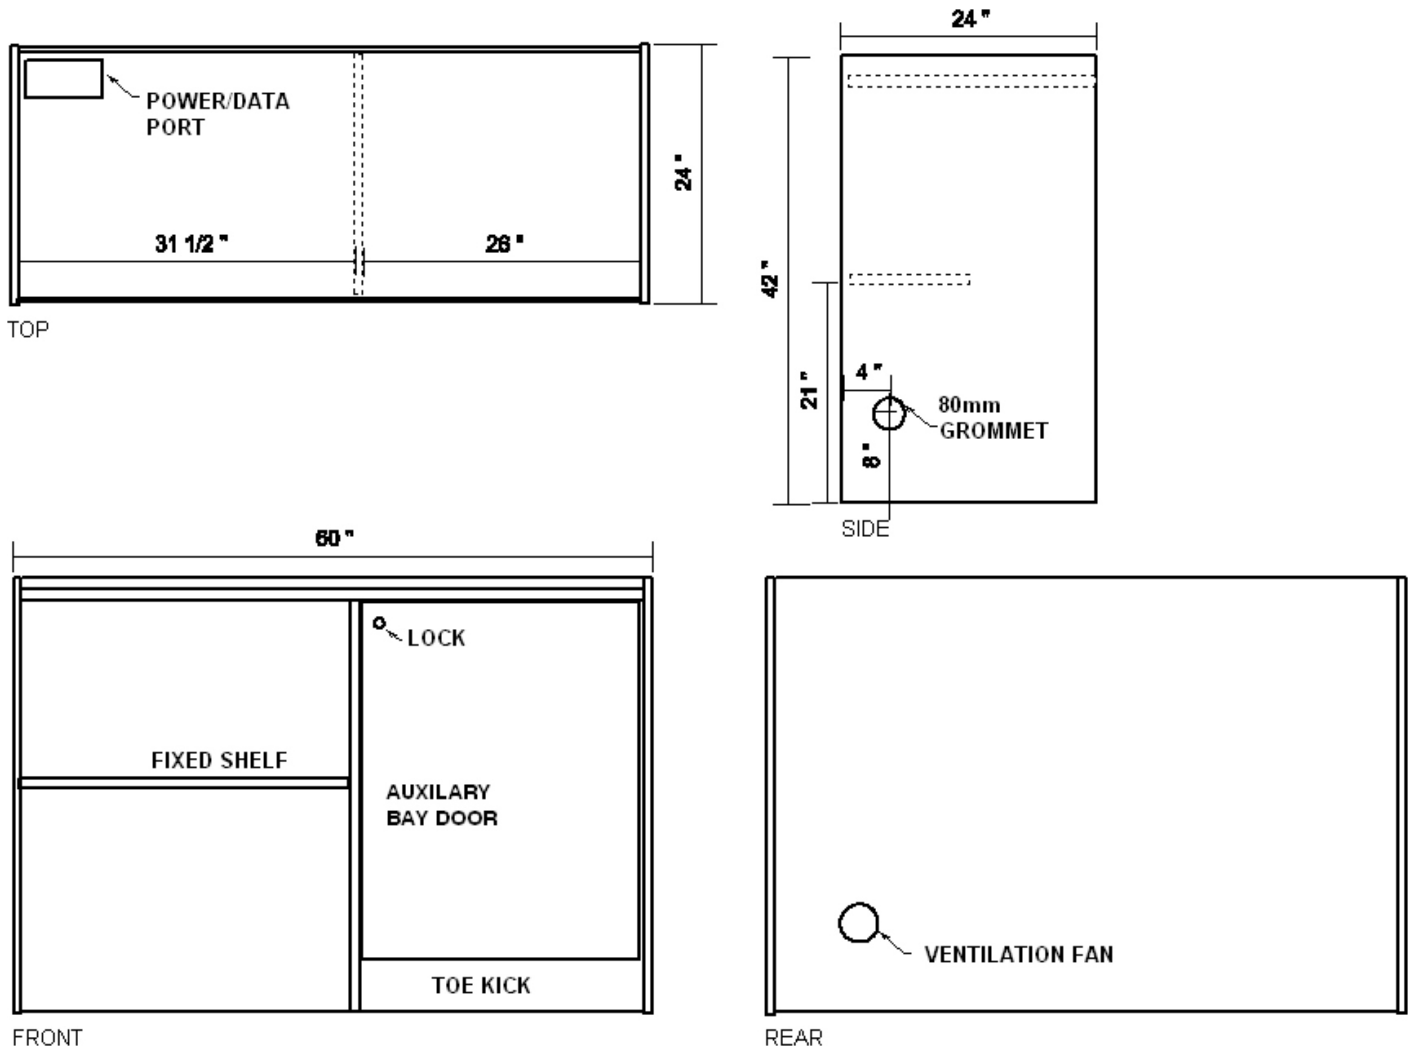 24 "
POWER/DATA
PORT
24 "
31 1/2 "
26 "
TOP
42 "
21 "
4 "
80mm
GROMMET
8 "
SIDE
60 "
LOCK
FIXED SHELF
AUXILARY
BAY DOOR
TOE KICK
FRONT
VENTILATION FAN
REAR